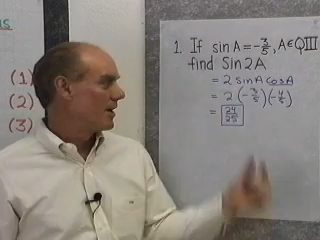 (1)
(2)
(3)
1. If sinA=-3/5, A∈QIII
find Sin2A
= 2 sinA cosA
= 2 (-3/5)(-4/5)
= 24/25